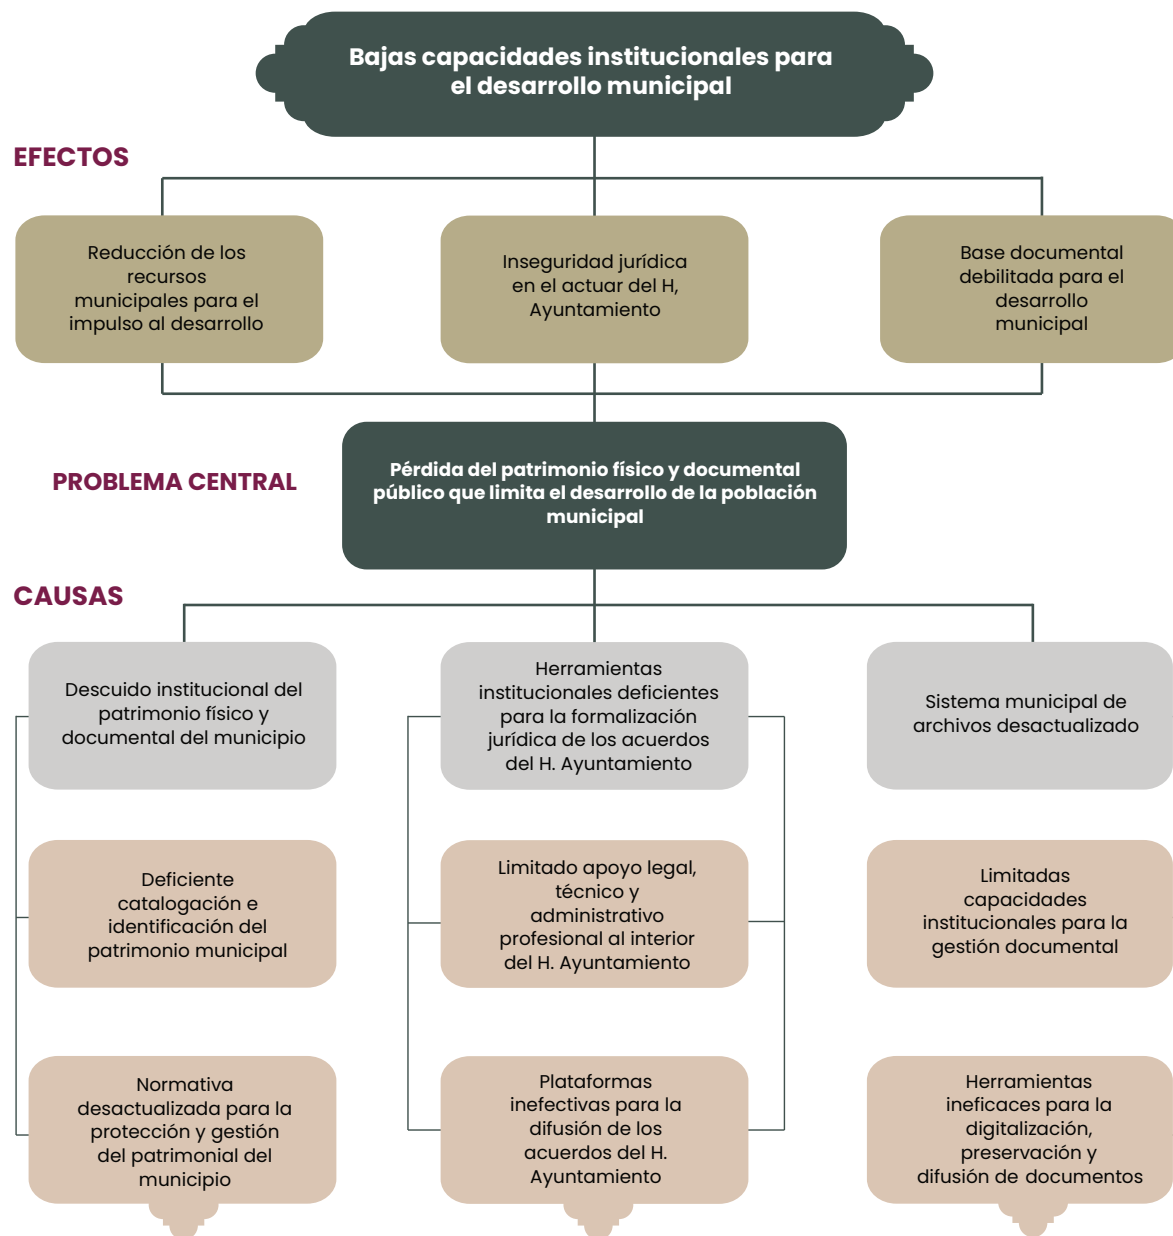 Bajas capacidades institucionales para
el desarrollo municipal
EFECTOS
Reducción de los
recursos
municipales para el
impulso al desarrollo
Inseguridad jurídica
en el actuar del H,
Ayuntamiento
Base documental
debilitada para el
desarrollo
municipal
PROBLEMA CENTRAL
Pérdida del patrimonio físico y documental
público que limita el desarrollo de la población
municipal
CAUSAS
Descuido institucional del
patrimonio físico y
documental del municipio
Herramientas
institucionales deficientes
para la formalización
jurídica de los acuerdos
del H. Ayuntamiento
Sistema municipal de
archivos desactualizado
Deficiente
catalogación e
identificación del
patrimonio municipal
Limitado apoyo legal,
técnico y
administrativo
profesional al interior
del H. Ayuntamiento
Limitadas
capacidades
institucionales para la
gestión documental
Normativa
desactualizada para la
protección y gestión
del patrimonial del
municipio
Plataformas
inefectivas para la
difusión de los
acuerdos del H.
Ayuntamiento
Herramientas
ineficaces para la
digitalización,
preservación y
difusión de documentos